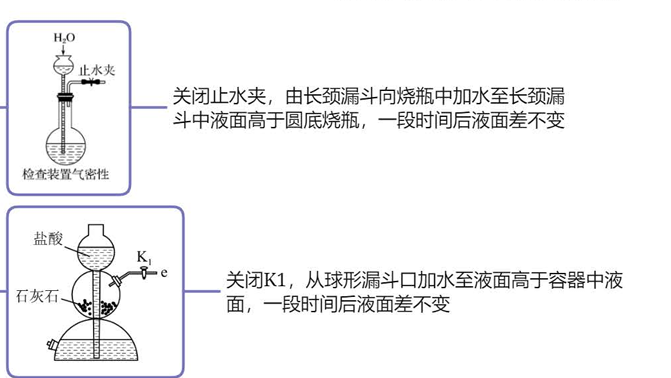 H₂O
止水夹
检查装置气密性
关闭止水夹，由长颈漏斗向烧瓶中加水至长颈漏
斗中液面高于圆底烧瓶，一段时间后液面差不变
盐酸
K₁
e
石灰石
关闭K1，从球形漏斗口加水至液面高于容器中液
面，一段时间后液面差不变